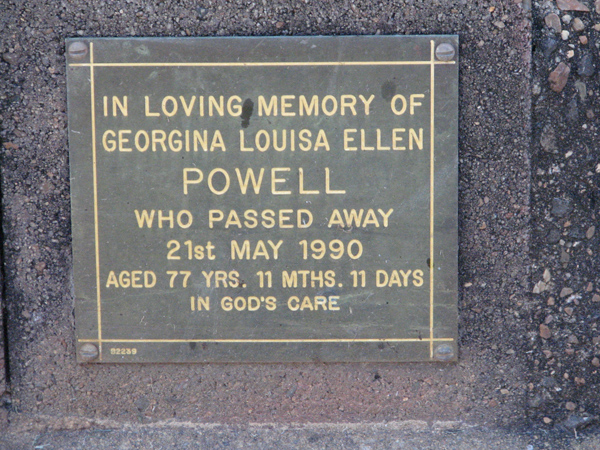 IN LOVING MEMORY OF
GEORGINA LOUISA ELLEN
POWELL
WHO PASSED AWAY
21st MAY 1990
AGED 77 YRS. 11 MTHS. 11 DAYS
IN GOD'S CARE